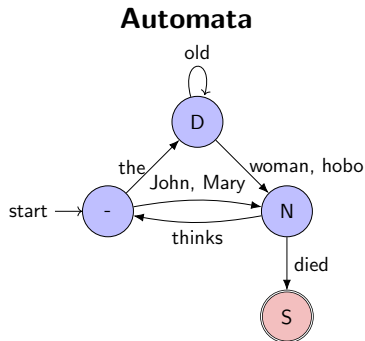 Automata
old
D
the
woman, hobo
John, Mary
start
-
N
thinks
died
S